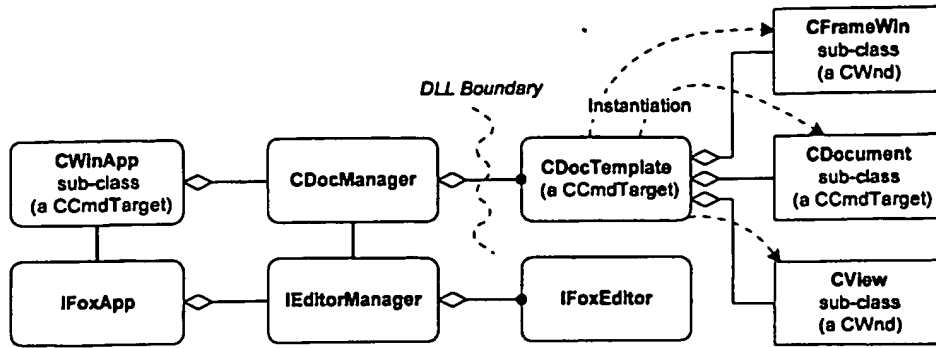 CFrameWin
sub-class
(a CWnd)
DLL Boundary
Instantiation
CWinApp
sub-class
(a CCmdTarget)
CDocManager
CDocTemplate
(a CCmdTarget)
CDocument
sub-class
(a CCmdTarget)
IFoxApp
IEditorManager
IFoxEditor
CView
sub-class
(a CWnd)